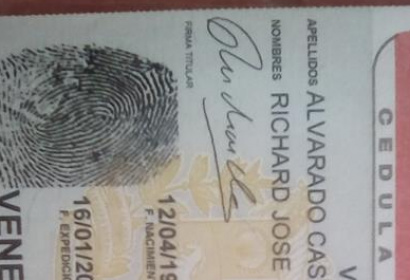 CEDULA
V
APELLIDOS ALVARADO CAS
NOMBRES RICHARD JOSE
FIRMA TITULAR
12/04/19
F. NACIMIEN
16/01/20
F. EXPEDICI
VENE